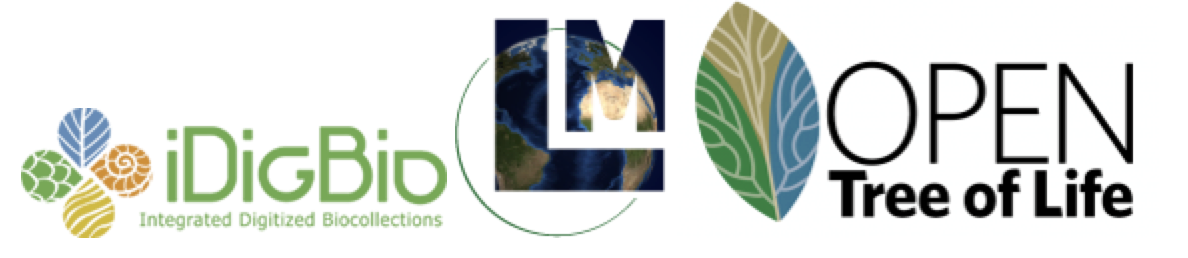 iDigBio
Integrated Digitized Biocollections
LM
OPEN
Tree of Life